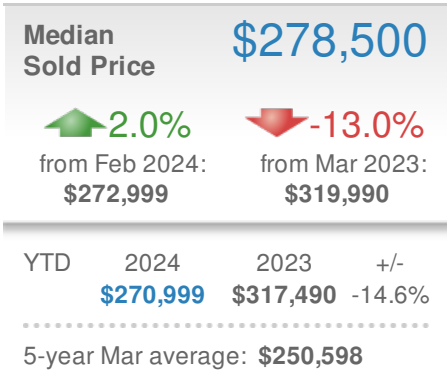 Median $278,500
Sold Price
2.0% -13.0%
from Feb 2024: from Mar 2023:
$272,999 $319,990
YTD 2024 2023 +/-
$270,999 $317,490 -14.6%
5-year Mar average: $250,598